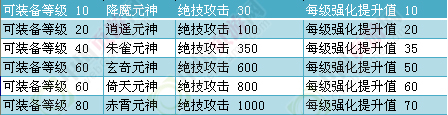 可装备等级 10 降魔元神 绝技攻击 30 每级强化提升值 10
可装备等级 20 逍遥元神 绝技攻击 100 每级强化提升值 20
可装备等级 40 朱雀元神 绝技攻击 350 每级强化提升值 35
可装备等级 60 玄奇元神 绝技攻击 600 每级强化提升值 50
可装备等级 60 倚天元神 绝技攻击 800 每级强化提升值 60
可装备等级 80 赤霄元神 绝技攻击 1000 每级强化提升值 70